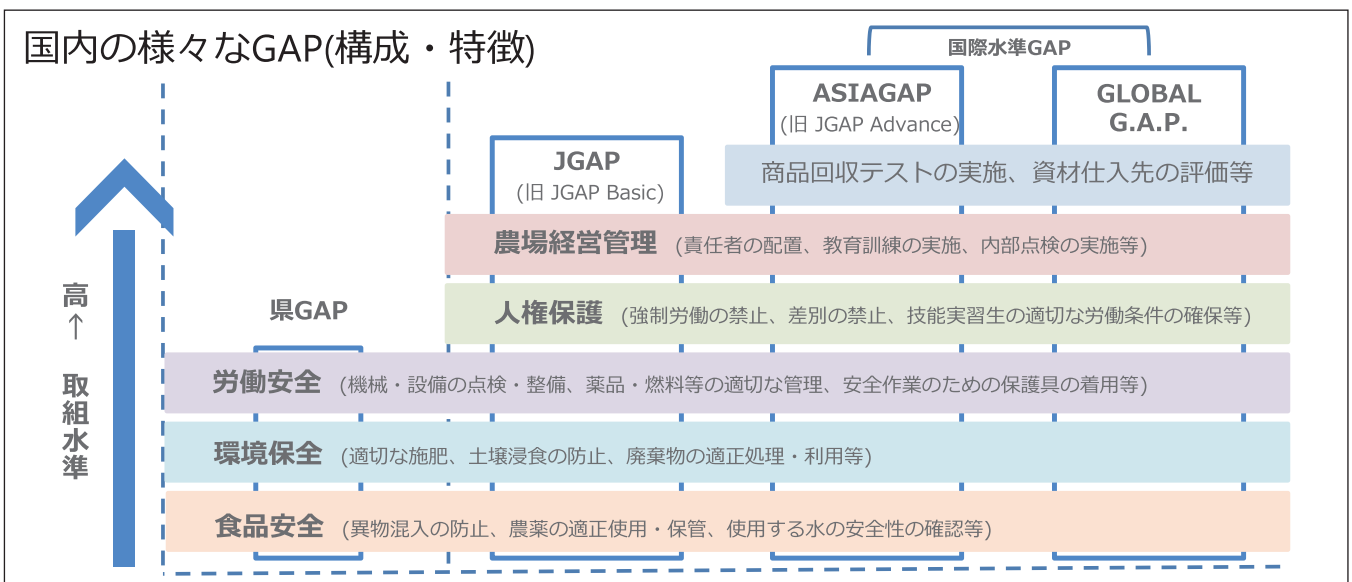 国内の様々なGAP(構成・特徴)
国際水準GAP
ASIAGAP
(旧 JGAP Advance)
GLOBAL
G.A.P.
JGAP
(旧 JGAP Basic)
商品回収テストの実施、資材仕入先の評価等
農場経営管理 (責任者の配置、教育訓練の実施、内部点検の実施等)
県GAP
人権保護 (強制労働の禁止、差別の禁止、技能実習生の適切な労働条件の確保等)
労働安全 (機械・設備の点検・整備、薬品・燃料等の適切な管理、安全作業のための保護具の着用等)
環境保全 (適切な施肥、土壌浸食の防止、廃棄物の適正処理・利用等)
食品安全 (異物混入の防止、農薬の適正使用・保管、使用する水の安全性の確認等)
高← 取組水準